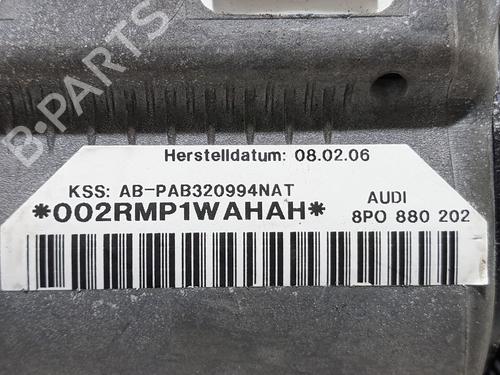 B-PARTS
Herstelldatum: 08.02.06
KSS: AB-PAB320994NAT
*002RMP1WAHAH*
AUDI
8P0 880 202